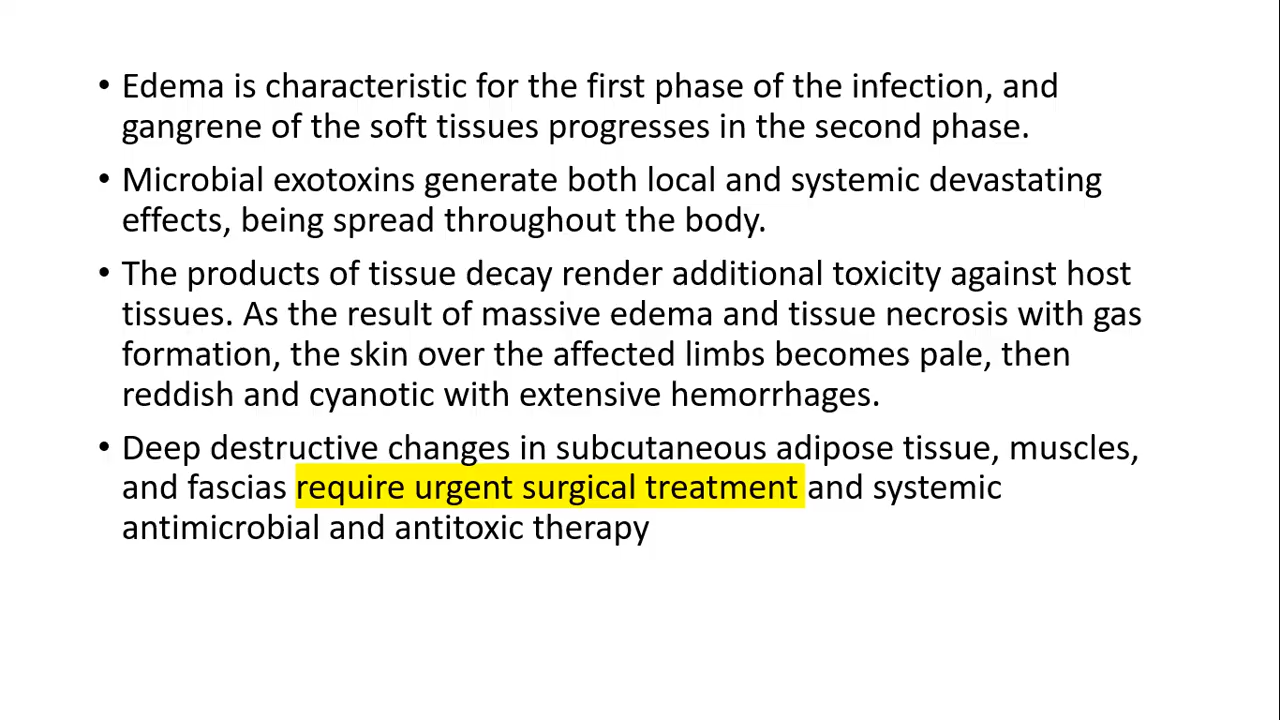 • Edema is characteristic for the first phase of the infection, and
gangrene of the soft tissues progresses in the second phase.
• Microbial exotoxins generate both local and systemic devastating
effects, being spread throughout the body.
• The products of tissue decay render additional toxicity against host
tissues. As the result of massive edema and tissue necrosis with gas
formation, the skin over the affected limbs becomes pale, then
reddish and cyanotic with extensive hemorrhages.
• Deep destructive changes in subcutaneous adipose tissue, muscles,
and fascias require urgent surgical treatment and systemic
antimicrobial and antitoxic therapy